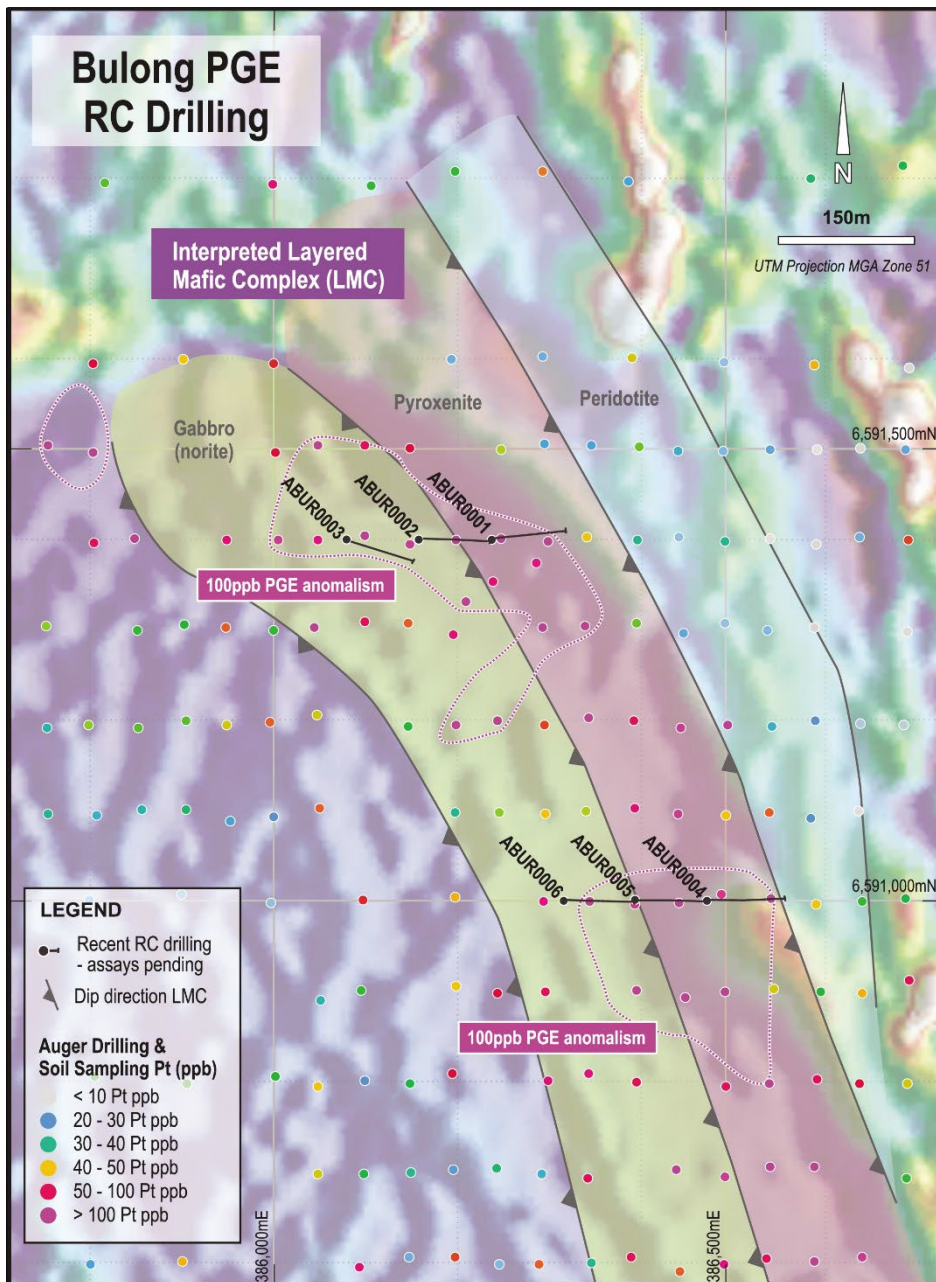 Bulong PGE
RC Drilling
N
150m
UTM Projection MGA Zone 51
Interpreted Layered
Mafic Complex (LMC)
Pyroxenite
Peridotite
Gabbro
(norite)
6,591,500mN
ABUR0003
ABUR0002
ABUR0001
100ppb PGE anomalism
ABUR0006
ABUR0005
ABUR0004
6,591,000mN
100ppb PGE anomalism
LEGEND
Recent RC drilling
- assays pending
Dip direction LMC
Auger Drilling &
Soil Sampling Pt (ppb)
< 10 Pt ppb
20 - 30 Pt ppb
30 - 40 Pt ppb
40 - 50 Pt ppb
50 - 100 Pt ppb
> 100 Pt ppb
386,000mE
386,500mE